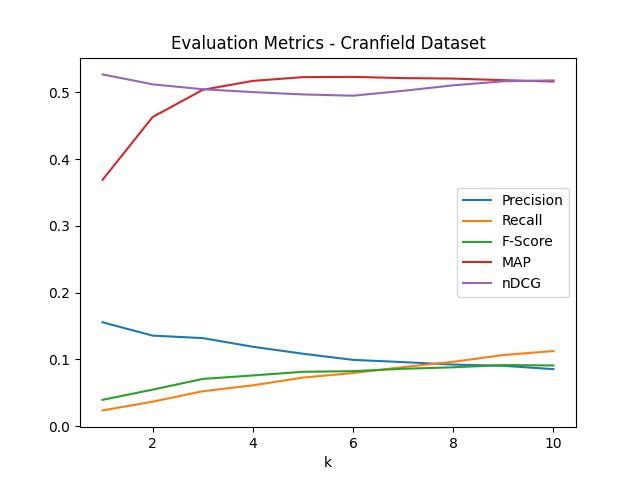 Evaluation Metrics - Cranfield Dataset
0.5
0.4
0.3
0.2
0.1
0.0
Precision
Recall
F-Score
MAP
nDCG
2 4 6 8 10
k